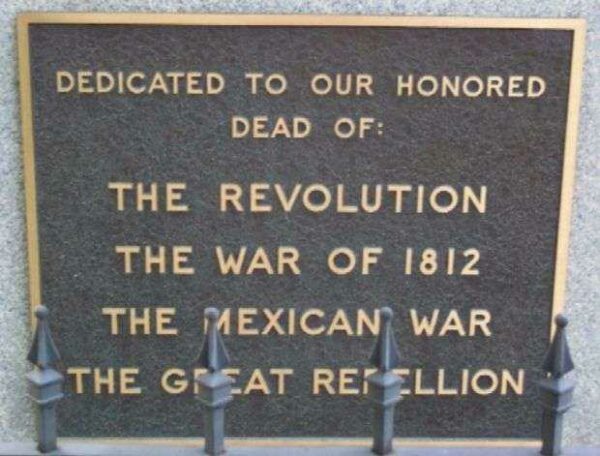 DEDICATED TO OUR HONORED
DEAD OF:
THE REVOLUTION
THE WAR OF 1812
THE MEXICAN WAR
THE GREAT REBELLION